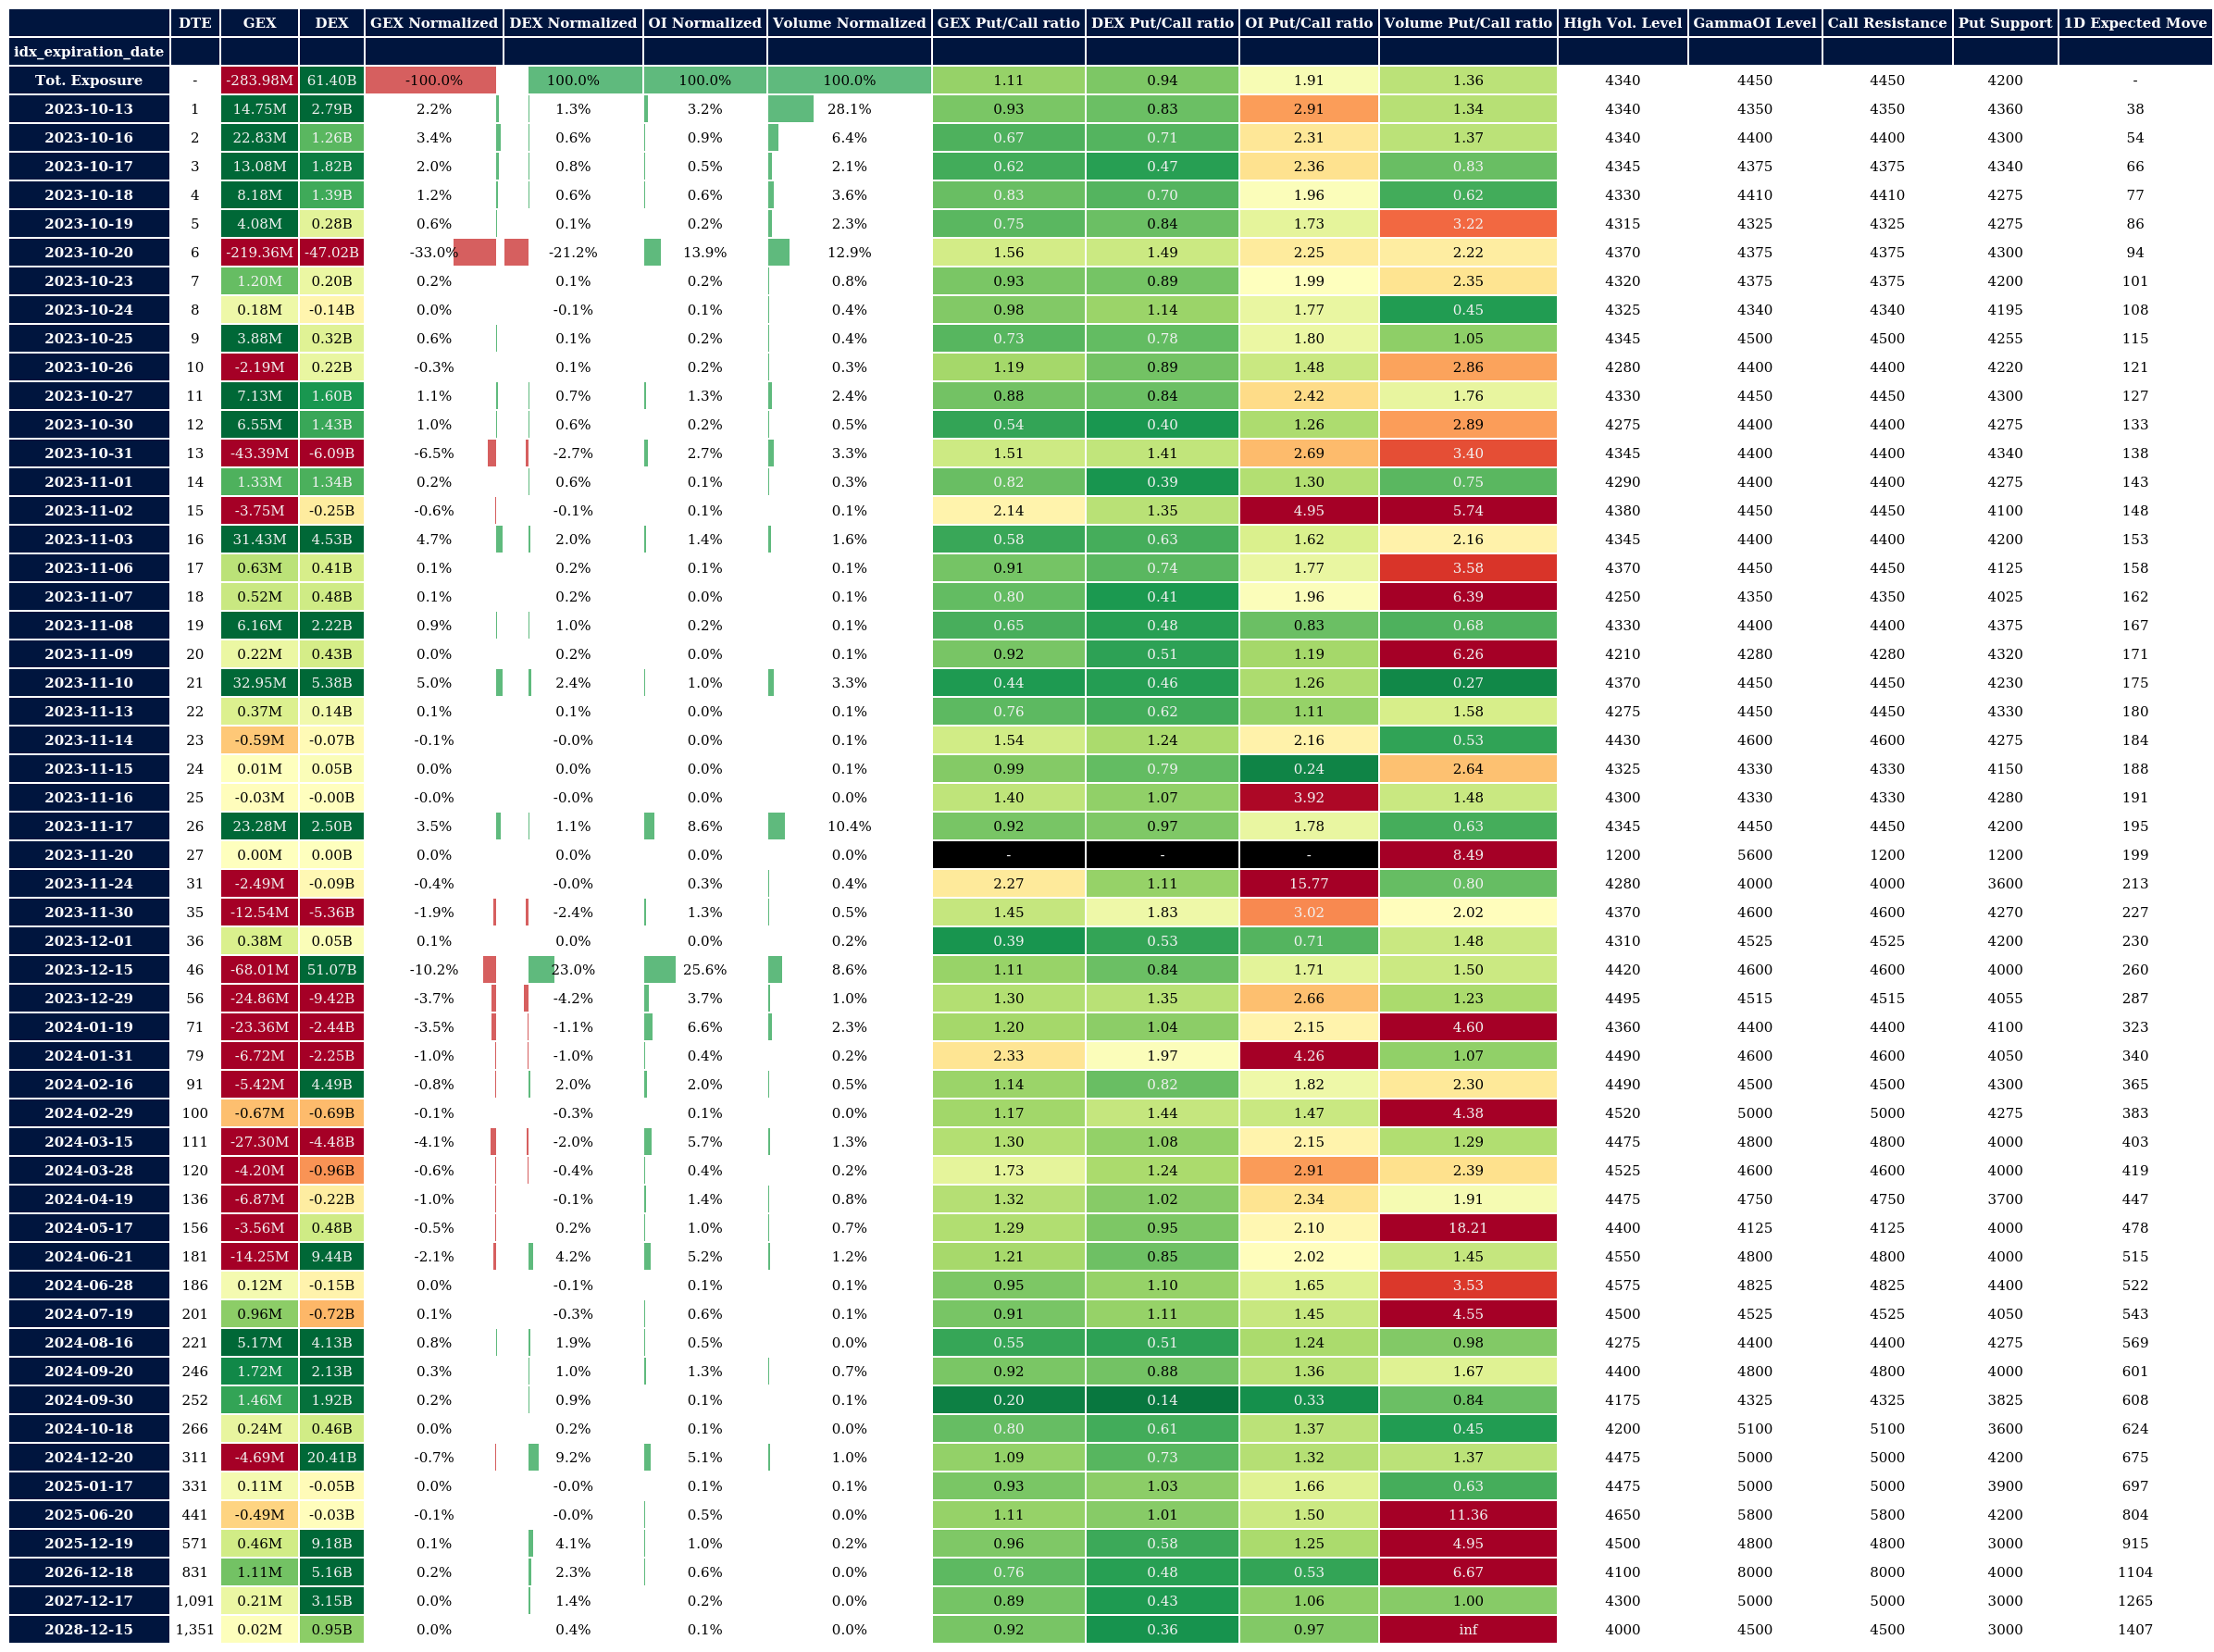 DTE GEX DEX GEX Normalized DEX Normalized OI Normalized Volume Normalized GEX Put/Call ratio DEX Put/Call ratio OI Put/Call ratio Volume Put/Call ratio High Vol. Level GammaOI Level Call Resistance Put Support 1D Expected Move
idx_expiration_date
Tot. Exposure - -283.98M 61.40B -100.0% 100.0% 100.0% 100.0% 1.11 0.94 1.91 1.36 4340 4450 4450 4200 -
2023-10-13 1 14.75M 2.79B 2.2% 1.3% 3.2% 28.1% 0.93 0.83 2.91 1.34 4340 4350 4350 4360 38
2023-10-16 2 22.83M 1.26B 3.4% 0.6% 0.9% 6.4% 0.67 0.71 2.31 1.37 4340 4400 4400 4300 54
2023-10-17 3 13.08M 1.82B 2.0% 0.8% 0.5% 2.1% 0.62 0.47 2.36 0.83 4345 4375 4375 4340 66
2023-10-18 4 8.18M 1.39B 1.2% 0.6% 0.6% 3.6% 0.83 0.70 1.96 0.62 4330 4410 4410 4275 77
2023-10-19 5 4.08M 0.28B 0.6% 0.1% 0.2% 2.3% 0.75 0.84 1.73 3.22 4315 4325 4325 4275 86
2023-10-20 6 -219.36M -47.02B -33.0% -21.2% 13.9% 12.9% 1.56 1.49 2.25 2.22 4370 4375 4375 4300 94
2023-10-23 7 1.20M 0.20B 0.2% 0.1% 0.2% 0.8% 0.93 0.89 1.99 2.35 4320 4375 4375 4200 101
2023-10-24 8 0.18M -0.14B 0.0% -0.1% 0.1% 0.4% 0.98 1.14 1.77 0.45 4325 4340 4340 4195 108
2023-10-25 9 3.88M 0.32B 0.6% 0.1% 0.2% 0.4% 0.73 0.78 1.80 1.05 4345 4500 4500 4255 115
2023-10-26 10 -2.19M 0.22B -0.3% 0.1% 0.2% 0.3% 1.19 0.89 1.48 2.86 4280 4400 4400 4220 121
2023-10-27 11 7.13M 1.60B 1.1% 0.7% 1.3% 2.4% 0.88 0.84 2.42 1.76 4330 4450 4450 4300 127
2023-10-30 12 6.55M 1.43B 1.0% 0.6% 0.2% 0.5% 0.54 0.40 1.26 2.89 4275 4400 4400 4275 133
2023-10-31 13 -43.39M -6.09B -6.5% -2.7% 2.7% 3.3% 1.51 1.41 2.69 3.40 4345 4400 4400 4340 138
2023-11-01 14 1.33M 1.34B 0.2% 0.6% 0.1% 0.3% 0.82 0.39 1.30 0.75 4290 4400 4400 4275 143
2023-11-02 15 -3.75M -0.25B -0.6% -0.1% 0.1% 0.1% 2.14 1.35 4.95 5.74 4380 4450 4450 4100 148
2023-11-03 16 31.43M 4.53B 4.7% 2.0% 1.4% 1.6% 0.58 0.63 1.62 2.16 4345 4400 4400 4200 153
2023-11-06 17 0.63M 0.41B 0.1% 0.2% 0.1% 0.1% 0.91 0.74 1.77 3.58 4370 4450 4450 4125 158
2023-11-07 18 0.52M 0.48B 0.1% 0.2% 0.0% 0.1% 0.80 0.41 1.96 6.39 4250 4350 4350 4025 162
2023-11-08 19 6.16M 2.22B 0.9% 1.0% 0.2% 0.1% 0.65 0.48 0.83 0.68 4330 4400 4400 4375 167
2023-11-09 20 0.22M 0.43B 0.0% 0.2% 0.0% 0.1% 0.92 0.51 1.19 6.26 4210 4280 4280 4320 171
2023-11-10 21 32.95M 5.38B 5.0% 2.4% 1.0% 3.3% 0.44 0.46 1.26 0.27 4370 4450 4450 4230 175
2023-11-13 22 0.37M 0.14B 0.1% 0.1% 0.0% 0.1% 0.76 0.62 1.11 1.58 4275 4450 4450 4330 180
2023-11-14 23 -0.59M -0.07B -0.1% -0.0% 0.0% 0.1% 1.54 1.24 2.16 0.53 4430 4600 4600 4275 184
2023-11-15 24 0.01M 0.05B 0.0% 0.0% 0.0% 0.1% 0.99 0.79 0.24 2.64 4325 4330 4330 4150 188
2023-11-16 25 -0.03M -0.00B -0.0% -0.0% 0.0% 0.0% 1.40 1.07 3.92 1.48 4300 4330 4330 4280 191
2023-11-17 26 23.28M 2.50B 3.5% 1.1% 8.6% 10.4% 0.92 0.97 1.78 0.63 4345 4450 4450 4200 195
2023-11-20 27 0.00M 0.00B 0.0% 0.0% 0.0% 0.0% - - - 8.49 1200 5600 1200 1200 199
2023-11-24 31 -2.49M -0.09B -0.4% -0.0% 0.3% 0.4% 2.27 1.11 15.77 0.80 4280 4000 4000 3600 213
2023-11-30 35 -12.54M -5.36B -1.9% -2.4% 1.3% 0.5% 1.45 1.83 3.02 2.02 4370 4600 4600 4270 227
2023-12-01 36 0.38M 0.05B 0.1% 0.0% 0.0% 0.2% 0.39 0.53 0.71 1.48 4310 4525 4525 4200 230
2023-12-15 46 -68.01M 51.07B -10.2% 23.0% 25.6% 8.6% 1.11 0.84 1.71 1.50 4420 4600 4600 4000 260
2023-12-29 56 -24.86M -9.42B -3.7% -4.2% 3.7% 1.0% 1.30 1.35 2.66 1.23 4495 4515 4515 4055 287
2024-01-19 71 -23.36M -2.44B -3.5% -1.1% 6.6% 2.3% 1.20 1.04 2.15 4.60 4360 4400 4400 4100 323
2024-01-31 79 -6.72M -2.25B -1.0% -1.0% 0.4% 0.2% 2.33 1.97 4.26 1.07 4490 4600 4600 4050 340
2024-02-16 91 -5.42M 4.49B -0.8% 2.0% 2.0% 0.5% 1.14 0.82 1.82 2.30 4490 4500 4500 4300 365
2024-02-29 100 -0.67M -0.69B -0.1% -0.3% 0.1% 0.0% 1.17 1.44 1.47 4.38 4520 5000 5000 4275 383
2024-03-15 111 -27.30M -4.48B -4.1% -2.0% 5.7% 1.3% 1.30 1.08 2.15 1.29 4475 4800 4800 4000 403
2024-03-28 120 -4.20M -0.96B -0.6% -0.4% 0.4% 0.2% 1.73 1.24 2.91 2.39 4525 4600 4600 4000 419
2024-04-19 136 -6.87M -0.22B -1.0% -0.1% 1.4% 0.8% 1.32 1.02 2.34 1.91 4475 4750 4750 3700 447
2024-05-17 156 -3.56M 0.48B -0.5% 0.2% 1.0% 0.7% 1.29 0.95 2.10 18.21 4400 4125 4125 4000 478
2024-06-21 181 -14.25M 9.44B -2.1% 4.2% 5.2% 1.2% 1.21 0.85 2.02 1.45 4550 4800 4800 4000 515
2024-06-28 186 0.12M -0.15B 0.0% -0.1% 0.1% 0.1% 0.95 1.10 1.65 3.53 4575 4825 4825 4400 522
2024-07-19 201 0.96M -0.72B 0.1% -0.3% 0.6% 0.1% 0.91 1.11 1.45 4.55 4500 4525 4525 4050 543
2024-08-16 221 5.17M 4.13B 0.8% 1.9% 0.5% 0.0% 0.55 0.51 1.24 0.98 4275 4400 4400 4275 569
2024-09-20 246 1.72M 2.13B 0.3% 1.0% 1.3% 0.7% 0.92 0.88 1.36 1.67 4400 4800 4800 4000 601
2024-09-30 252 1.46M 1.92B 0.2% 0.9% 0.1% 0.1% 0.20 0.14 0.33 0.84 4175 4325 4325 3825 608
2024-10-18 266 0.24M 0.46B 0.0% 0.2% 0.1% 0.0% 0.80 0.61 1.37 0.45 4200 5100 5100 3600 624
2024-12-20 311 -4.69M 20.41B -0.7% 9.2% 5.1% 1.0% 1.09 0.73 1.32 1.37 4475 5000 5000 4200 675
2025-01-17 331 0.11M -0.05B 0.0% -0.0% 0.1% 0.1% 0.93 1.03 1.66 0.63 4475 5000 5000 3900 697
2025-06-20 441 -0.49M -0.03B -0.1% -0.0% 0.5% 0.0% 1.11 1.01 1.50 11.36 4650 5800 5800 4200 804
2025-12-19 571 0.46M 9.18B 0.1% 4.1% 1.0% 0.2% 0.96 0.58 1.25 4.95 4500 4800 4800 3000 915
2026-12-18 831 1.11M 5.16B 0.2% 2.3% 0.6% 0.0% 0.76 0.48 0.53 6.67 4100 8000 8000 4000 1104
2027-12-17 1,091 0.21M 3.15B 0.0% 1.4% 0.2% 0.0% 0.89 0.43 1.06 1.00 4300 5000 5000 3000 1265
2028-12-15 1,351 0.02M 0.95B 0.0% 0.4% 0.1% 0.0% 0.92 0.36 0.97 inf 4000 4500 4500 3000 1407